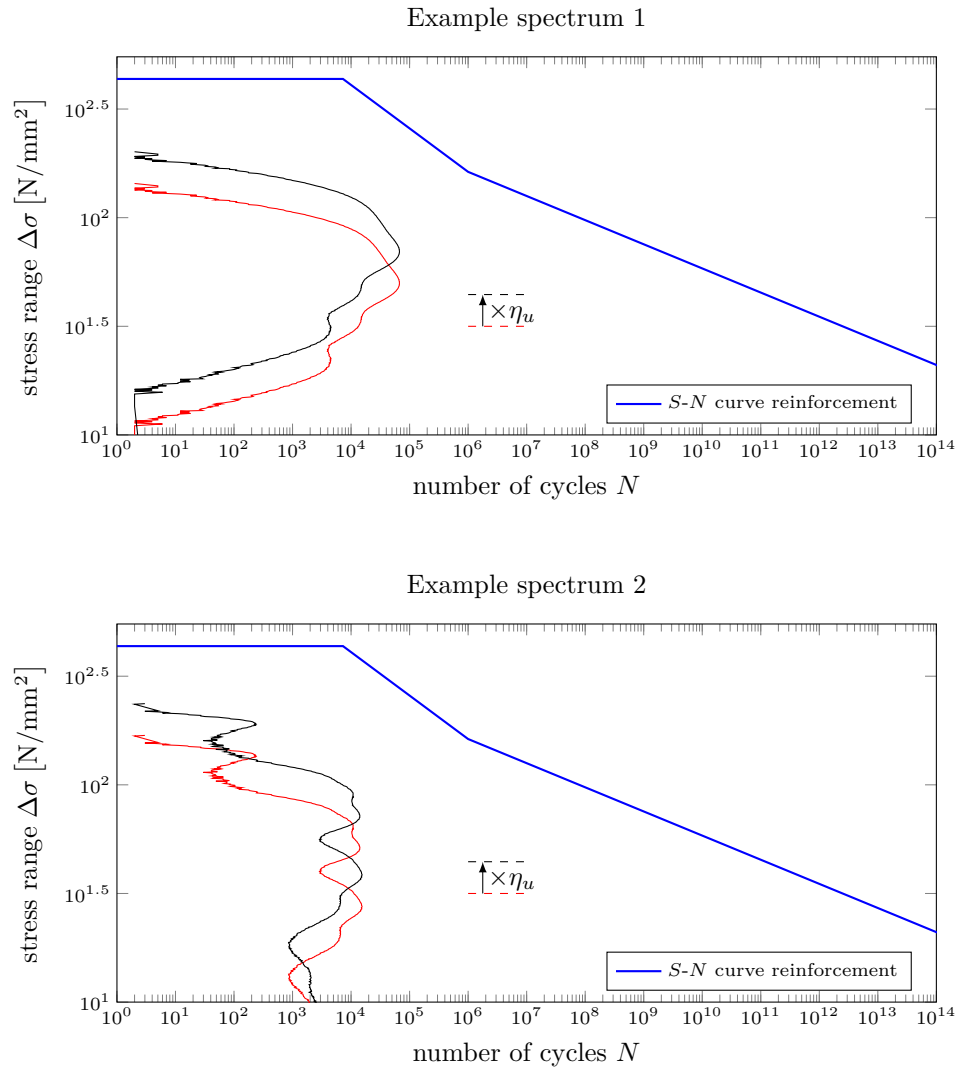 Example spectrum 1
stress range Δσ [N/mm²]
10^2.5
10^2
10^1.5
10^1
×η_u
S-N curve reinforcement
10^0 10^1 10^2 10^3 10^4 10^5 10^6 10^7 10^8 10^9 10^10 10^11 10^12 10^13 10^14
number of cycles N
Example spectrum 2
stress range Δσ [N/mm²]
10^2.5
10^2
10^1.5
10^1
×η_u
S-N curve reinforcement
10^0 10^1 10^2 10^3 10^4 10^5 10^6 10^7 10^8 10^9 10^10 10^11 10^12 10^13 10^14
number of cycles N